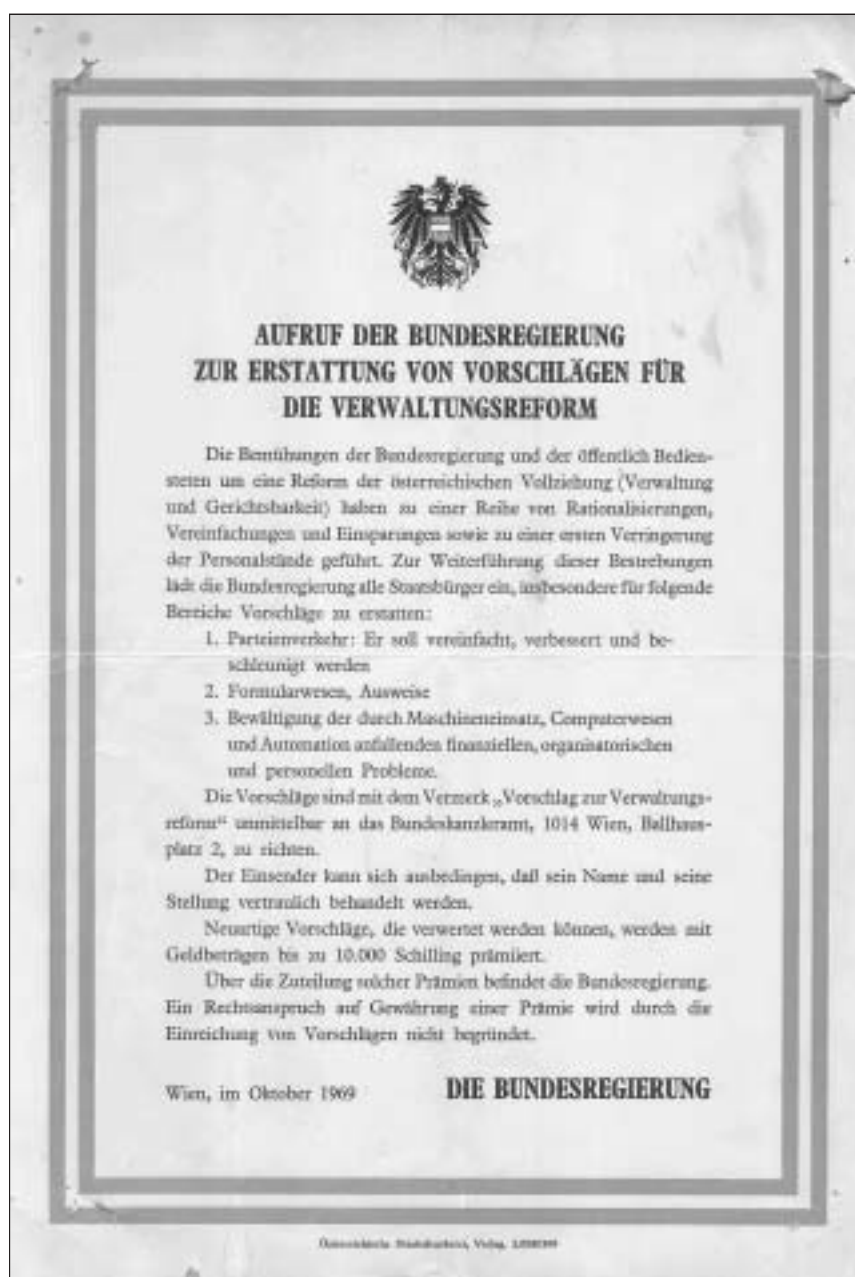 AUFRUF DER BUNDESREGIERUNG
ZUR ERSTATTUNG VON VORSCHLÄGEN FÜR
DIE VERWALTUNGSREFORM
Die Bemühungen der Bundesregierung und der öffentlich Bedien-
steten um eine Reform der österreichischen Vollziehung (Verwaltung
und Gerichtsbarkeit) haben zu einer Reihe von Rationalisierungen,
Vereinfachungen und Einsparungen sowie zu einer ersten Verringerung
der Personalstände geführt. Zur Weiterführung dieser Bestrebungen
lädt die Bundesregierung alle Staatsbürger ein, insbesondere für folgende
Bereiche Vorschläge zu erstatten:
1. Parteienverkehr: Er soll vereinfacht, verbessert und be-
schleunigt werden
2. Formularwesen, Ausweise
3. Bewältigung der durch Maschineneinsatz, Computerwesen
und Automation anfallenden finanziellen, organisatorischen
und personellen Probleme.
Die Vorschläge sind mit dem Vermerk „Vorschlag zur Verwaltungs-
reform“ unmittelbar an das Bundeskanzleramt, 1014 Wien, Ballhaus-
platz 2, zu richten.
Der Einsender kann sich ausbedingen, daß sein Name und seine
Stellung vertraulich behandelt werden.
Neuartige Vorschläge, die verwertet werden können, werden mit
Geldbeträgen bis zu 10.000 Schilling prämiiert.
Über die Zuteilung solcher Prämien befindet die Bundesregierung.
Ein Rechtsanspruch auf Gewährung einer Prämie wird durch die
Einreichung von Vorschlägen nicht begründet.
Wien, im Oktober 1969 DIE BUNDESREGIERUNG
Österreichische Staatsdruckerei, Verlag.